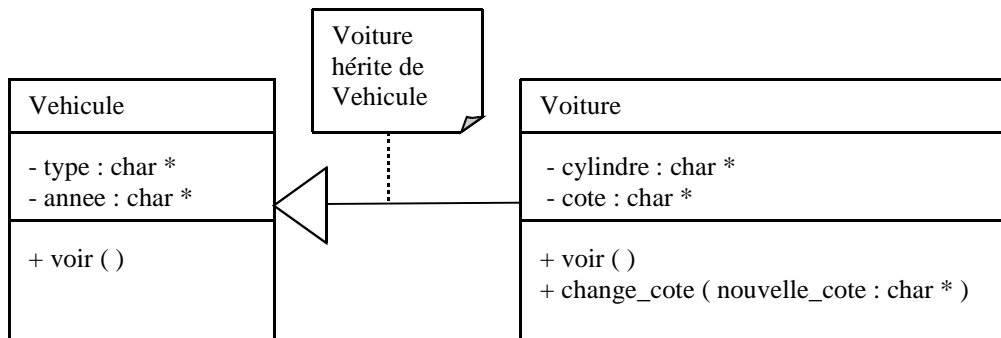 Voiture
hérite de
Vehicule
Vehicule
- type : char *
- annee : char *
+ voir ( )
Voiture
- cylindre : char *
- cote : char *
+ voir ( )
+ change_cote ( nouvelle_cote : char * )